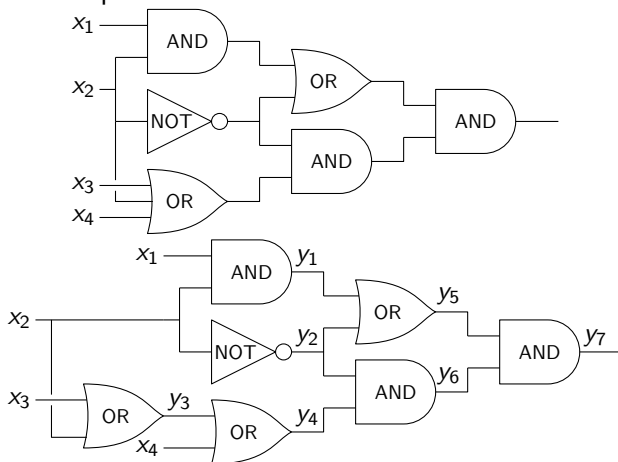 x1
AND
x2
OR
NOT
AND
AND
x3
OR
x4
x1
AND
y1
x2
OR
y5
NOT
y2
AND
y7
x3
OR
y3
AND
y6
OR
y4
x4